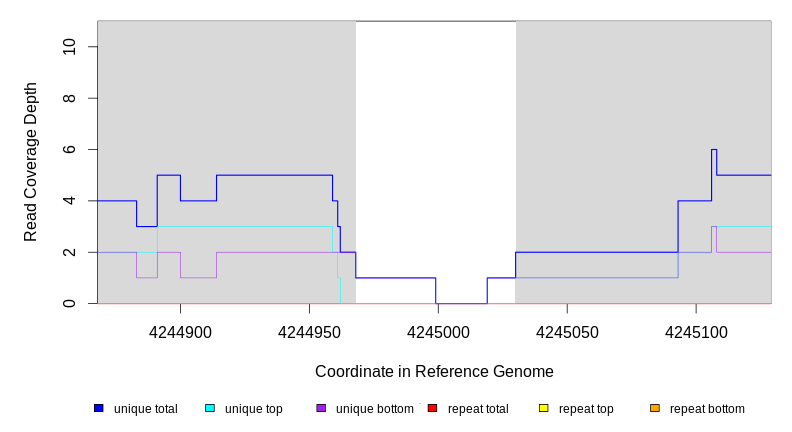 10
8
6
4
2
0
Read Coverage Depth
4244900 4244950 4245000 4245050 4245100
Coordinate in Reference Genome
unique total unique top unique bottom repeat total repeat top repeat bottom